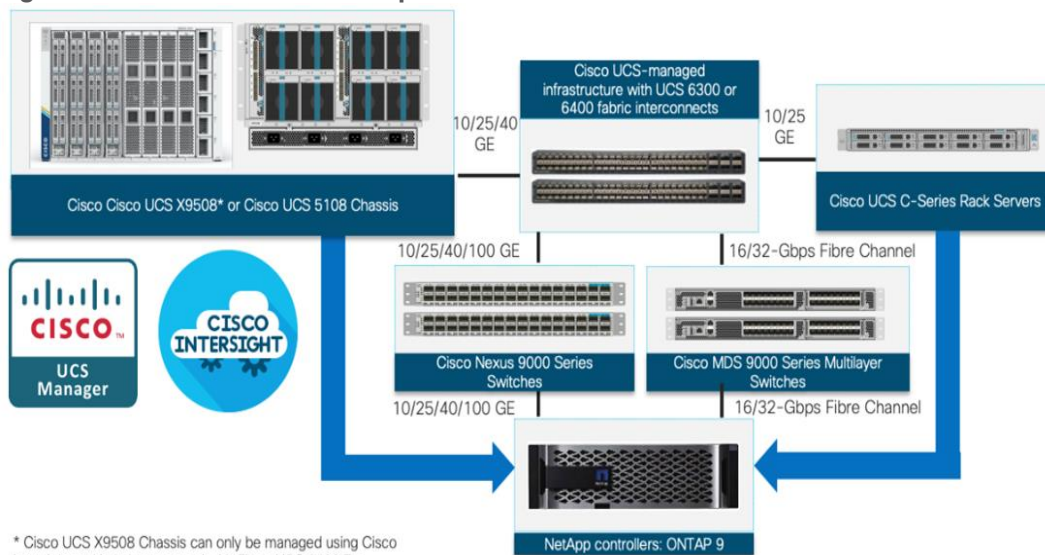 Cisco UCS-managed
infrastructure with UCS 6300 or
6400 fabric interconnects
10/25/40
GE
10/25
GE
Cisco Cisco UCS X9508* or Cisco UCS 5108 Chassis
Cisco UCS C-Series Rack Servers
10/25/40/100 GE
16/32-Gbps Fibre Channel
CISCO
UCS
Manager
CISCO
INTERSIGHT
Cisco Nexus 9000 Series
Switches
Cisco MDS 9000 Series Multilayer
Switches
10/25/40/100 GE
16/32-Gbps Fibre Channel
* Cisco UCS X9508 Chassis can only be managed using Cisco
NetApp controllers: ONTAP 9